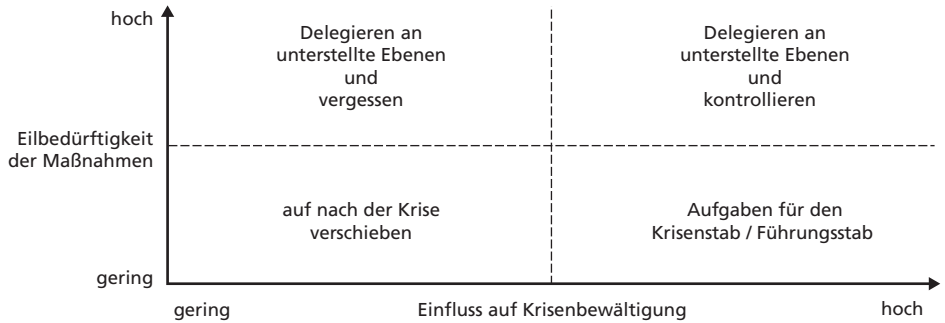 hoch
Delegieren an
unterstellte Ebenen
und
vergessen
Delegieren an
unterstellte Ebenen
und
kontrollieren
Eilbedürftigkeit
der Maßnahmen
auf nach der Krise
verschieben
Aufgaben für den
Krisenstab / Führungsstab
gering
gering
Einfluss auf Krisenbewältigung
hoch